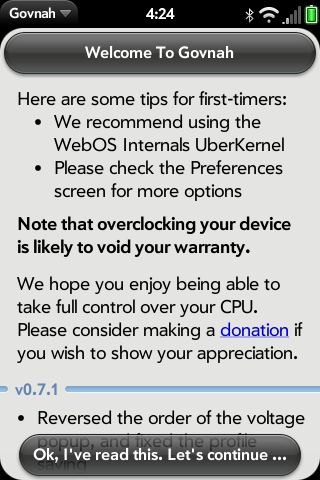 Govnah
4:24
Welcome To Govnah
Here are some tips for first-timers:
• We recommend using the
WebOS Internals UberKernel
• Please check the Preferences
screen for more options
Note that overclocking your device
is likely to void your warranty.
We hope you enjoy being able to
take full control over your CPU.
Please consider making a donation if
you wish to show your appreciation.
v0.7.1
• Reversed the order of the voltage
popup, and fixed the profile
saving
Ok, I've read this. Let's continue ...